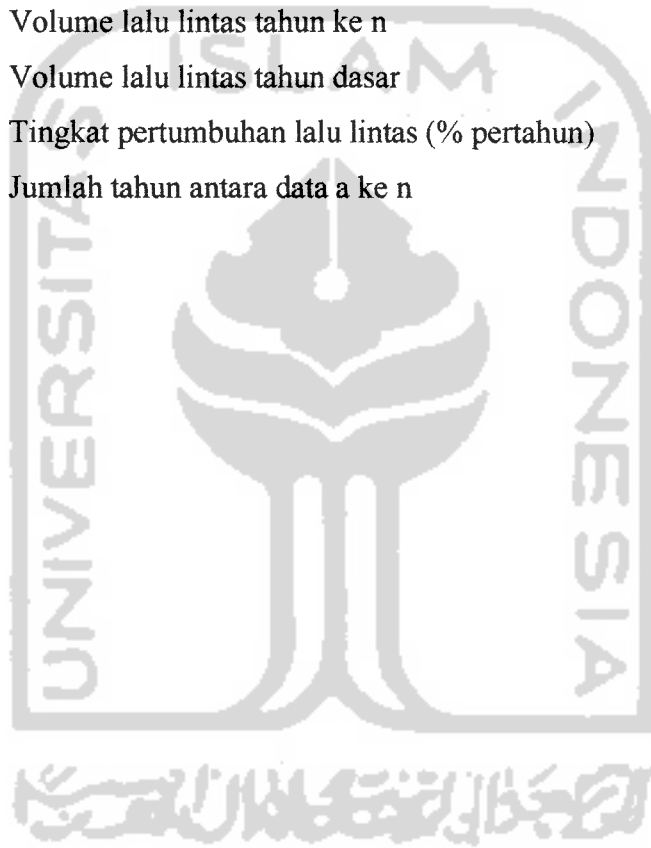 Volume lalu lintas tahun ke n
ISLAM
Volume lalu lintas tahun dasar
Tingkat pertumbuhan lalu lintas (% pertahun)
Jumlah tahun antara data a ke n
UNIVERSITAS
INDONESIA